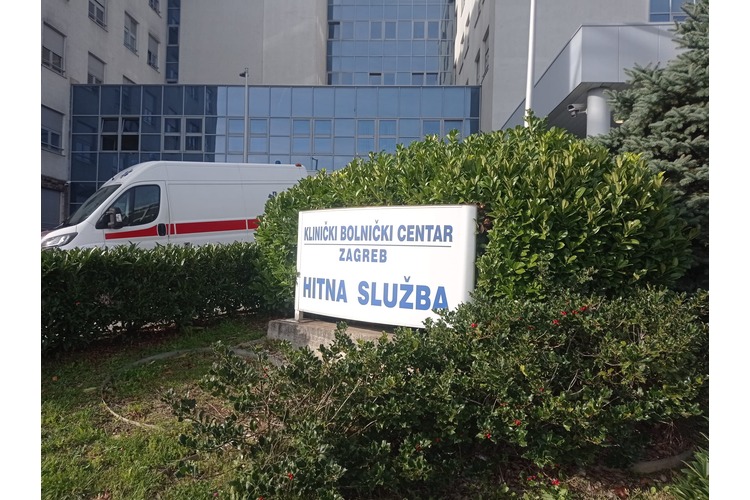 KLINIČKI BOLNIČKI CENTAR
ZAGREB
HITNA SLUŽBA